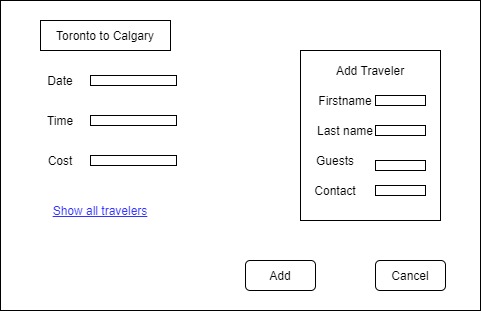 Toronto to Calgary
Date
Time
Cost
Show all travelers
Add Traveler
Firstname
Last name
Guests
Contact
Add
Cancel